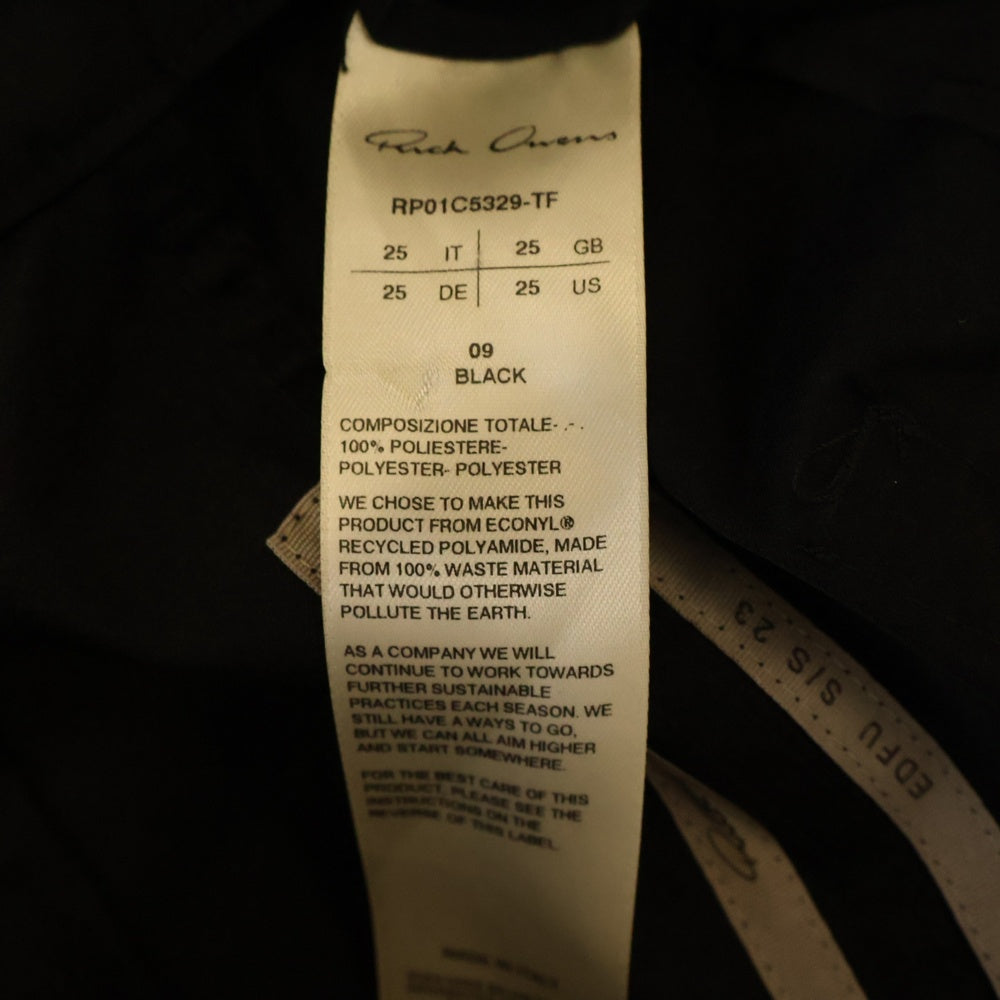 Rick Owens
RP01C5329-TF
25 IT 25 GB
25 DE 25 US
09
BLACK
COMPOSIZIONE TOTALE- .- .
100% POLIESTERE-
POLYESTER- POLYESTER
WE CHOSE TO MAKE THIS
PRODUCT FROM ECONYL®
RECYCLED POLYAMIDE, MADE
FROM 100% WASTE MATERIAL
THAT WOULD OTHERWISE
POLLUTE THE EARTH.
AS A COMPANY WE WILL
CONTINUE TO WORK TOWARDS
FURTHER SUSTAINABLE
PRACTICES EACH SEASON. WE
STILL HAVE A WAYS TO GO,
BUT WE CAN ALL AIM HIGHER
AND START SOMEWHERE.
FOR THE BEST CARE OF THIS
PRODUCT, PLEASE SEE THE
INSTRUCTIONS ON THE
REVERSE OF THIS LABEL.
MADE IN ITALY
EDFU S/S 23